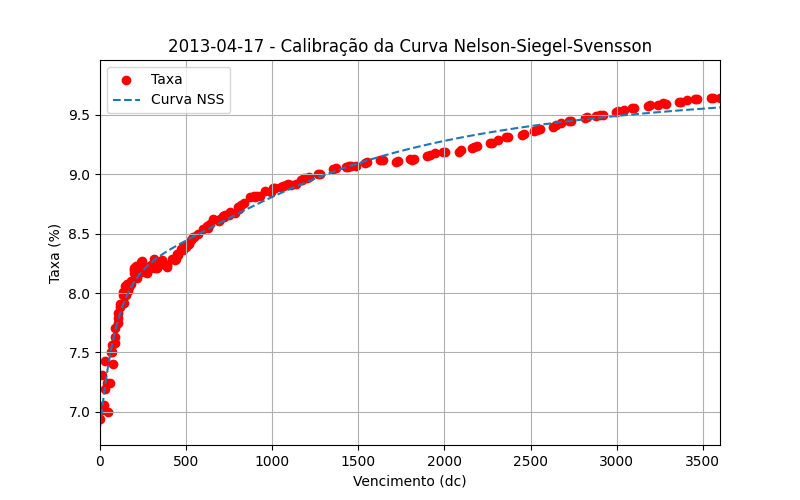 2013-04-17 - Calibração da Curva Nelson-Siegel-Svensson
Taxa
Curva NSS
Taxa (%)
9.5
9.0
8.5
8.0
7.5
7.0
0 500 1000 1500 2000 2500 3000 3500
Vencimento (dc)